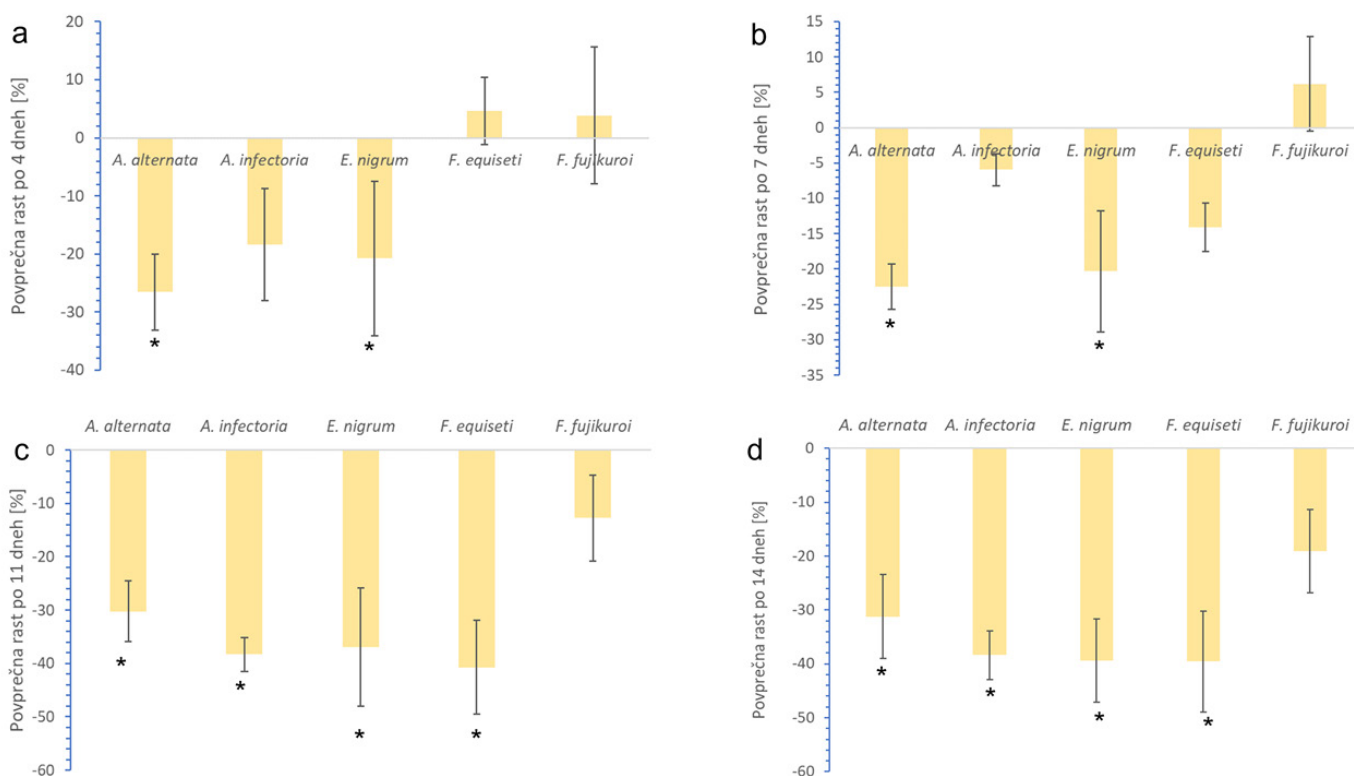 a
Povprečna rast po 4 dneh [%]
20
10
0
-10
-20
-30
-40
A. alternata
A. infectoria
E. nigrum
F. equiseti
F. fujikuroi
*
*
b
Povprečna rast po 7 dneh [%]
15
10
5
0
-5
-10
-15
-20
-25
-30
-35
A. alternata
A. infectoria
E. nigrum
F. equiseti
F. fujikuroi
*
*
c
Povprečna rast po 11 dneh [%]
A. alternata
A. infectoria
E. nigrum
F. equiseti
F. fujikuroi
0
-10
-20
-30
-40
-50
-60
*
*
*
*
d
Povprečna rast po 14 dneh [%]
A. alternata
A. infectoria
E. nigrum
F. equiseti
F. fujikuroi
0
-10
-20
-30
-40
-50
-60
*
*
*
*